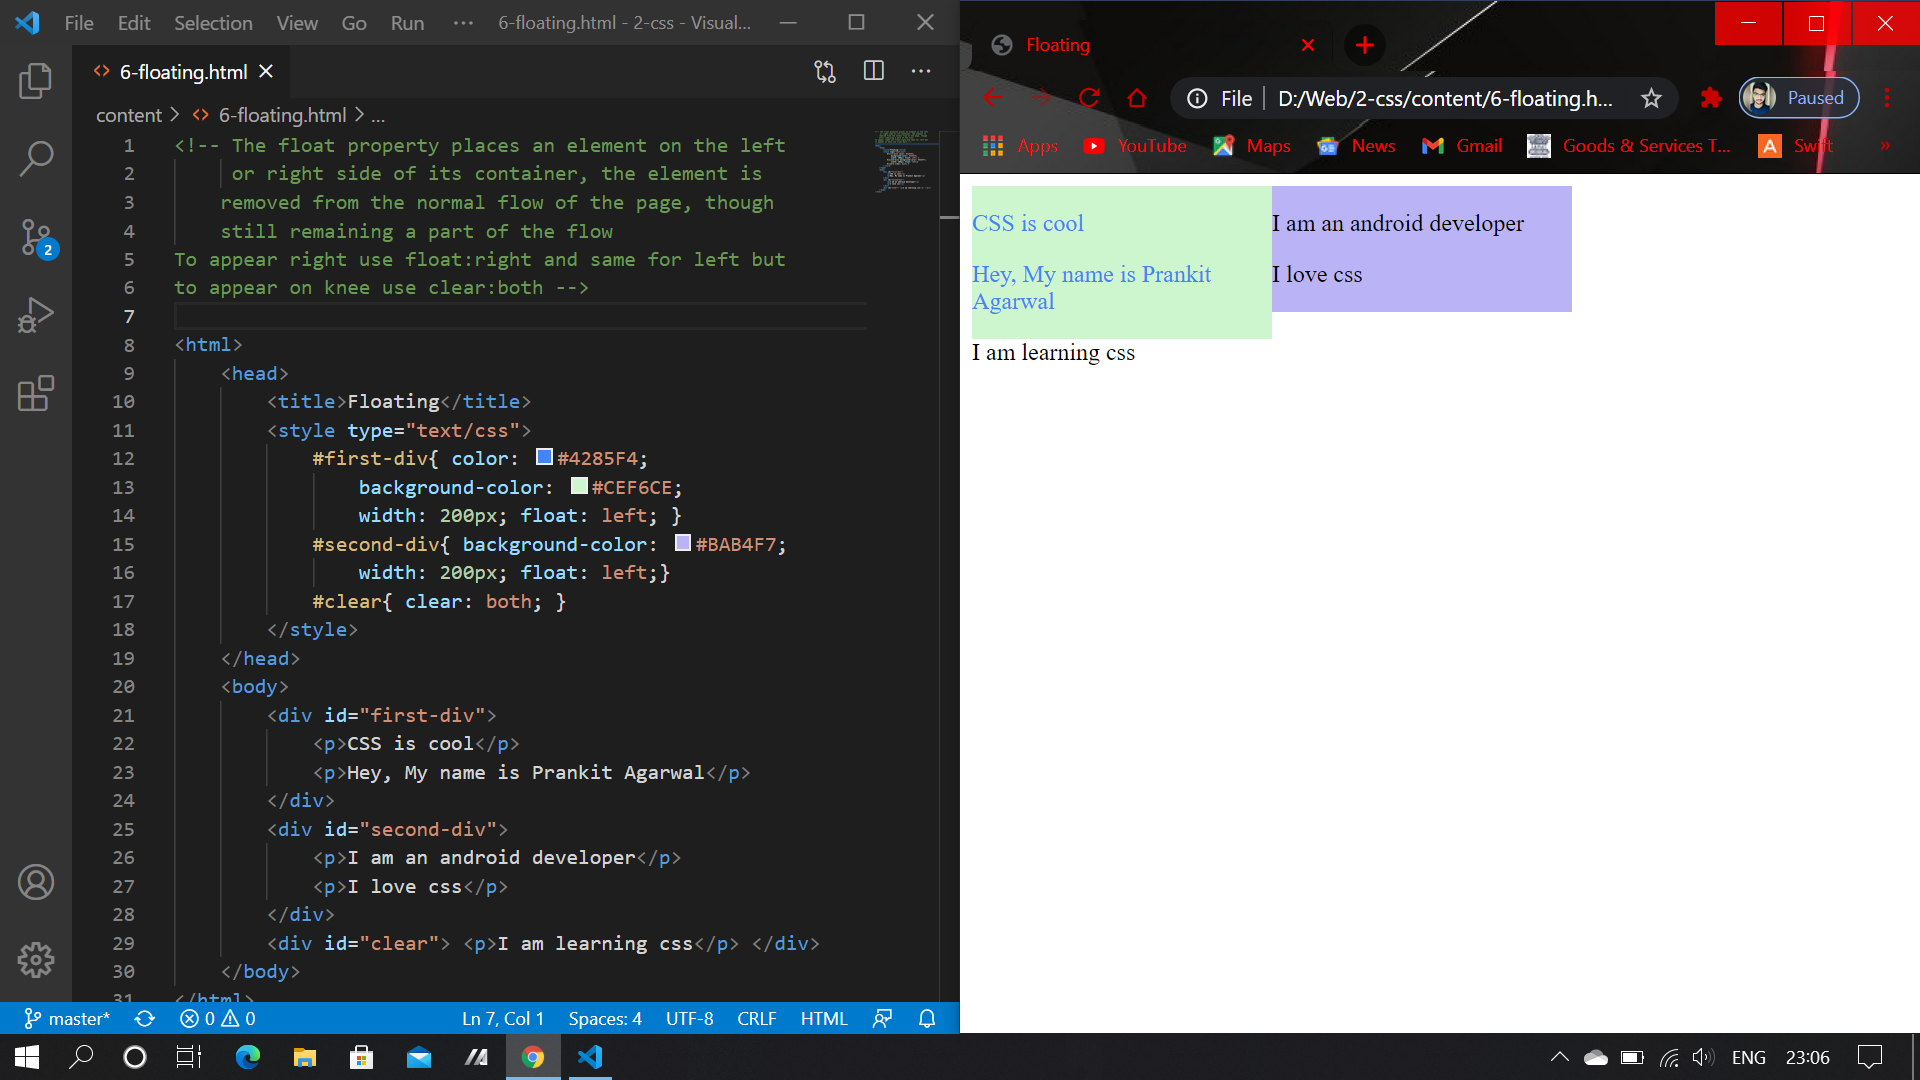 File Edit Selection View Go Run ··· 6-floating.html - 2-css - Visual...
6-floating.html
content > 6-floating.html > ...
1 <!-- The float property places an element on the left
2 or right side of its container, the element is
3 removed from the normal flow of the page, though
4 still remaining a part of the flow
5 To appear right use float:right and same for left but
6 to appear on knee use clear:both -->
7
8 <html>
9 <head>
10 <title>Floating</title>
11 <style type="text/css">
12 #first-div{ color: #4285F4;
13 background-color: #CEF6CE;
14 width: 200px; float: left; }
15 #second-div{ background-color: #BAB4F7;
16 width: 200px; float: left;}
17 #clear{ clear: both; }
18 </style>
19 </head>
20 <body>
21 <div id="first-div">
22 <p>CSS is cool</p>
23 <p>Hey, My name is Prankit Agarwal</p>
24 </div>
25 <div id="second-div">
26 <p>I am an android developer</p>
27 <p>I love css</p>
28 </div>
29 <div id="clear"> <p>I am learning css</p> </div>
30 </body>
31 </html>
2
master* 0 0 Ln 7, Col 1 Spaces: 4 UTF-8 CRLF HTML
Floating
File D:/Web/2-css/content/6-floating.h... Paused
Apps YouTube Maps News Gmail Goods & Services T... Swift »
CSS is cool
Hey, My name is Prankit
Agarwal
I am an android developer
I love css
I am learning css
ENG 23:06